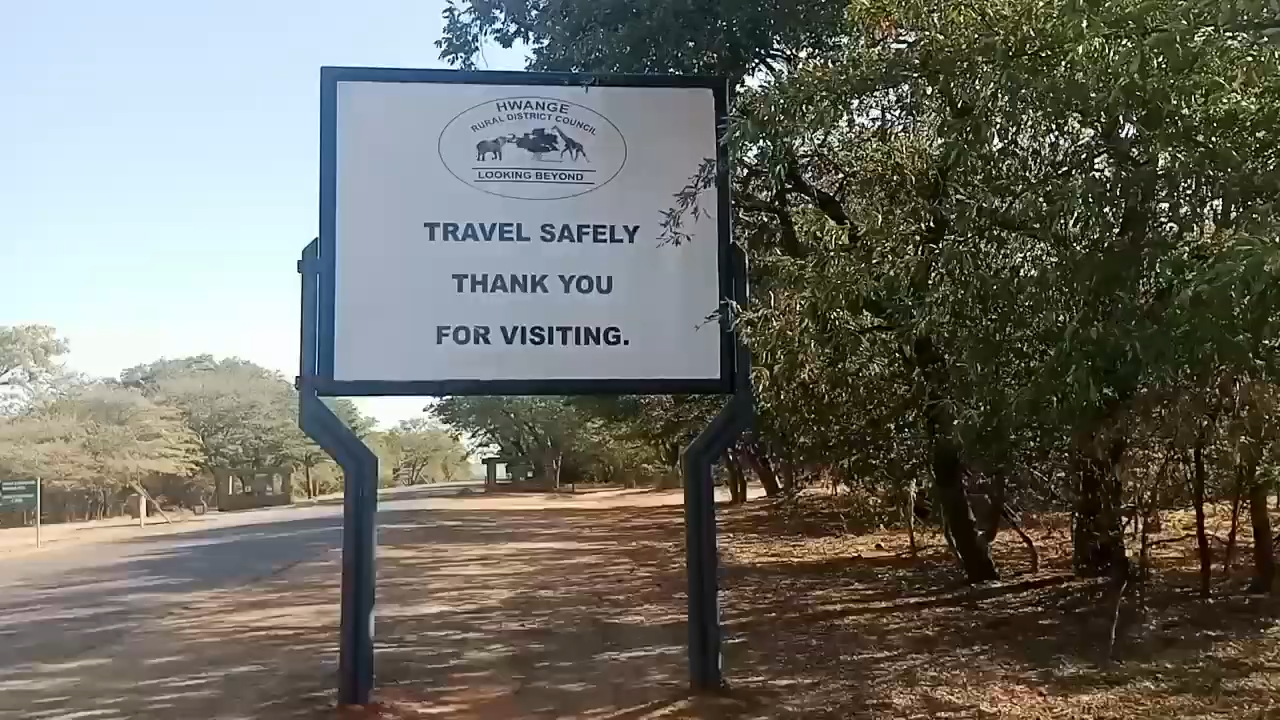 HWANGE
RURAL DISTRICT COUNCIL
LOOKING BEYOND
TRAVEL SAFELY
THANK YOU
FOR VISITING.